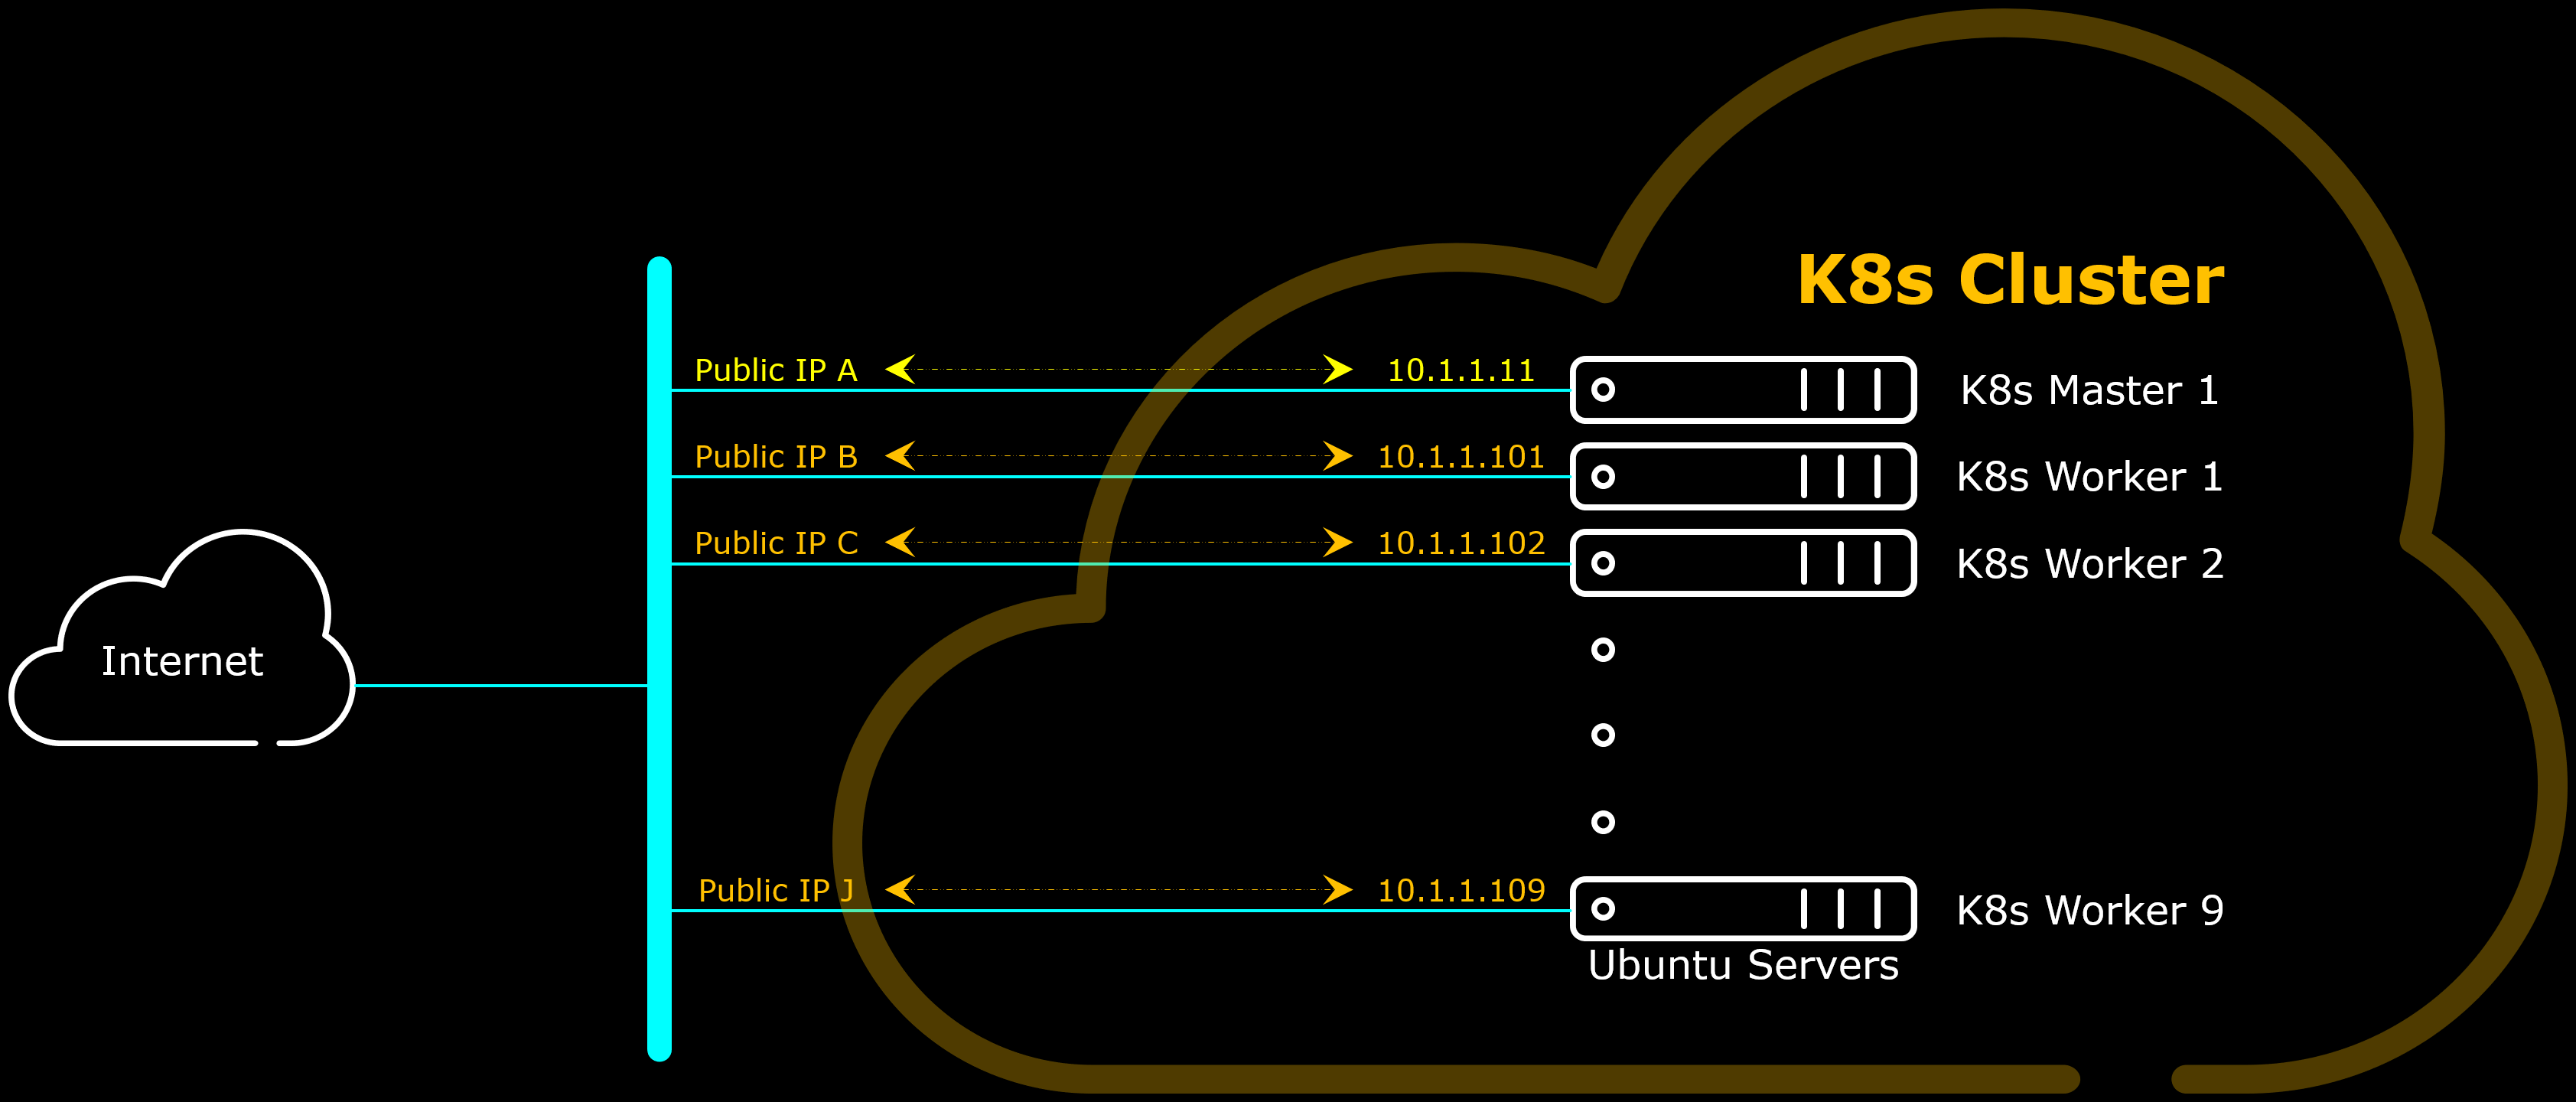 K8s Cluster
Public IP A 10.1.1.11 K8s Master 1
Public IP B 10.1.1.101 K8s Worker 1
Public IP C 10.1.1.102 K8s Worker 2
Internet
Public IP J 10.1.1.109 K8s Worker 9
Ubuntu Servers